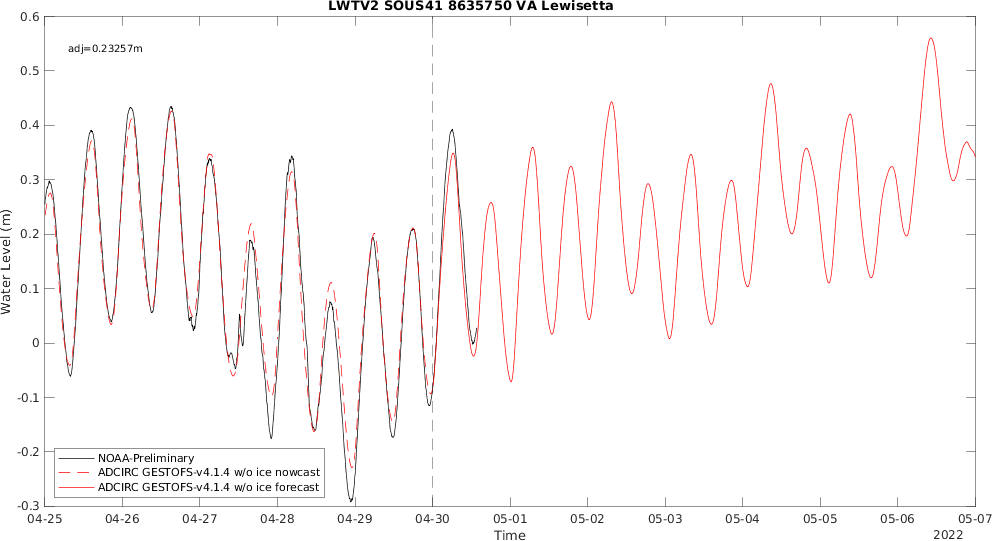 LWTV2 SOUS41 8635750 VA Lewisetta
adj=0.23257m
Water Level (m)
0.6
0.5
0.4
0.3
0.2
0.1
0
-0.1
-0.2
-0.3
NOAA-Preliminary
ADCIRC GESTOFS-v4.1.4 w/o ice nowcast
ADCIRC GESTOFS-v4.1.4 w/o ice forecast
04-25 04-26 04-27 04-28 04-29 04-30 05-01 05-02 05-03 05-04 05-05 05-06 05-07
Time
2022